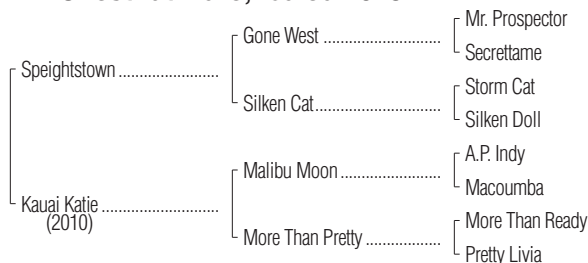 Mr. Prospector
Gone West
Secrettame
Speightstown
Storm Cat
Silken Cat
Silken Doll
A.P. Indy
Malibu Moon
Macoumba
Kauai Katie
(2010)
More Than Ready
More Than Pretty
Pretty Livia